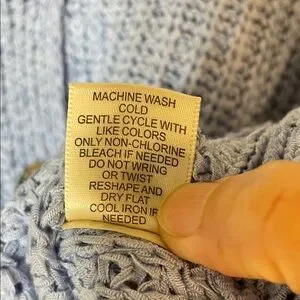 MACHINE WASH
COLD
GENTLE CYCLE WITH
LIKE COLORS
ONLY NON-CHLORINE
BLEACH IF NEEDED
DO NOT WRING
OR TWIST
RESHAPE AND
DRY FLAT
COOL IRON IF
NEEDED